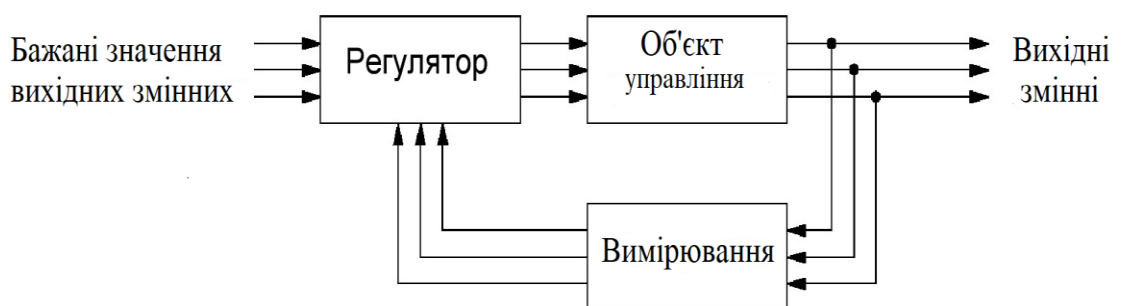 Бажані значення
вихідних змінних
Регулятор
Об'єкт
управління
Вихідні
змінні
Вимірювання